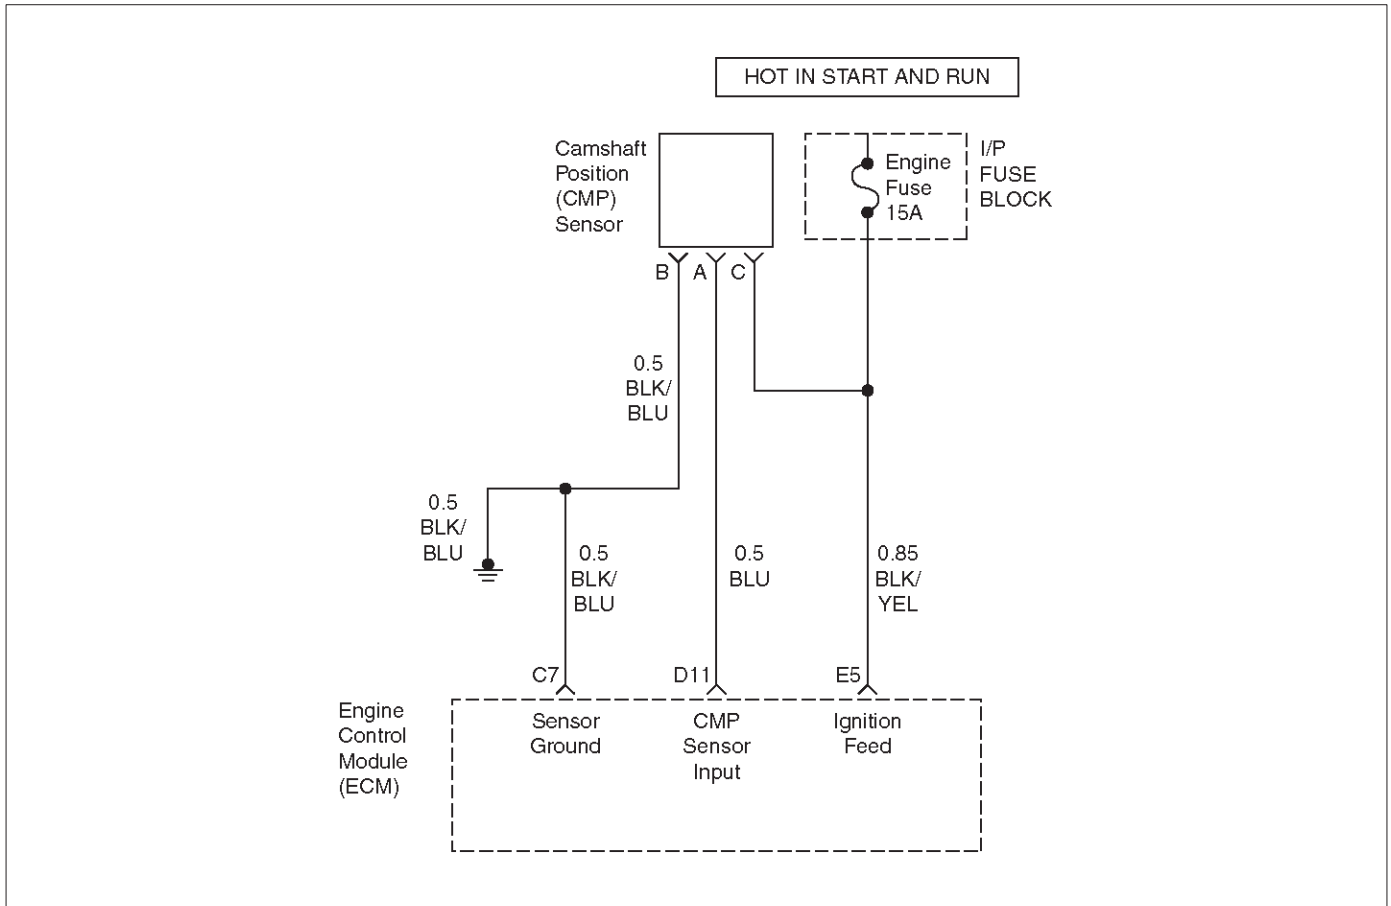 HOT IN START AND RUN
Camshaft
Position
(CMP)
Sensor
Engine
Fuse
15A
I/P
FUSE
BLOCK
B
A
C
0.5
BLK/
BLU
0.5
BLK/
BLU
0.5
BLK/
BLU
0.5
BLU
0.85
BLK/
YEL
C7
D11
E5
Engine
Control
Module
(ECM)
Sensor
Ground
CMP
Sensor
Input
Ignition
Feed